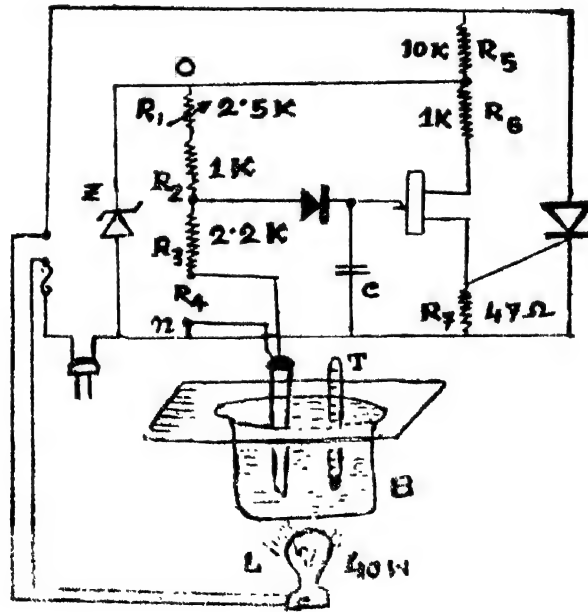 O
10K R5
R1 2.5K
1K R6
Z
R2 1K
R3 2.2K
C
R4
R7 47Ω
n
T
B
L 40W